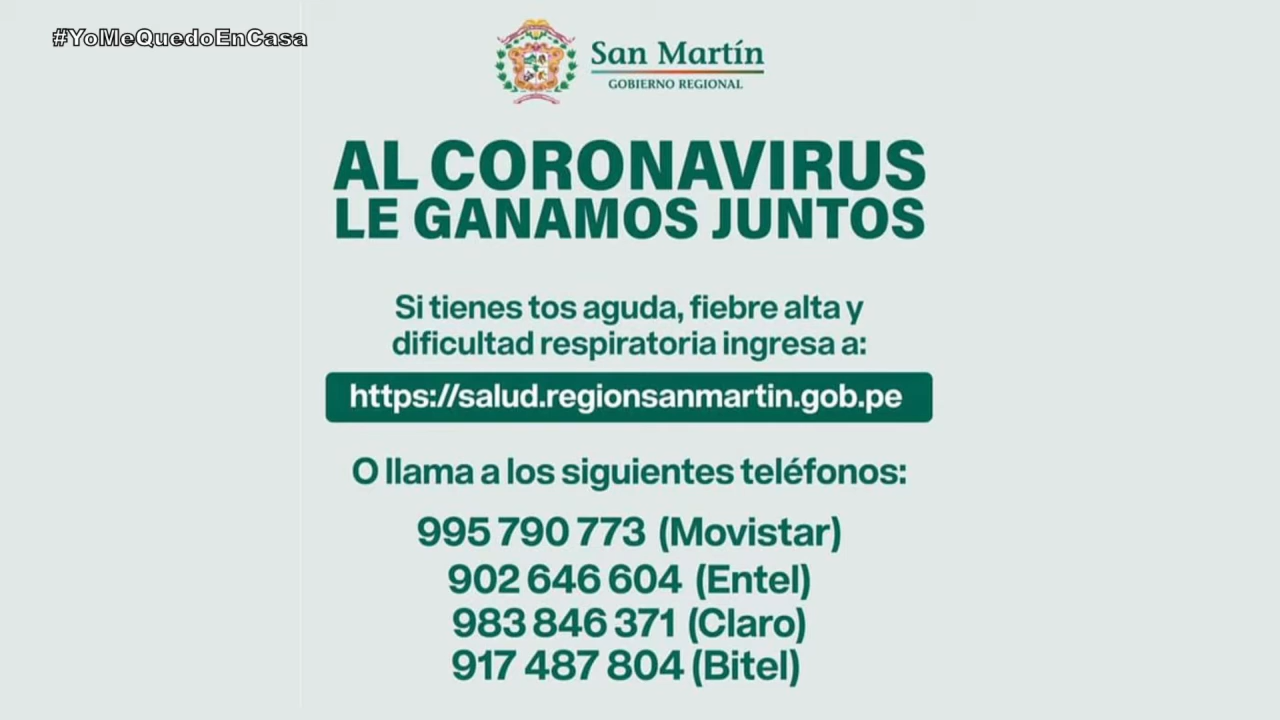 #YoMeQuedoEnCasa
San Martín
GOBIERNO REGIONAL
AL CORONAVIRUS
LE GANAMOS JUNTOS
Si tienes tos aguda, fiebre alta y
dificultad respiratoria ingresa a:
https://salud.regionsanmartin.gob.pe
O llama a los siguientes teléfonos:
995 790 773 (Movistar)
902 646 604 (Entel)
983 846 371 (Claro)
917 487 804 (Bitel)